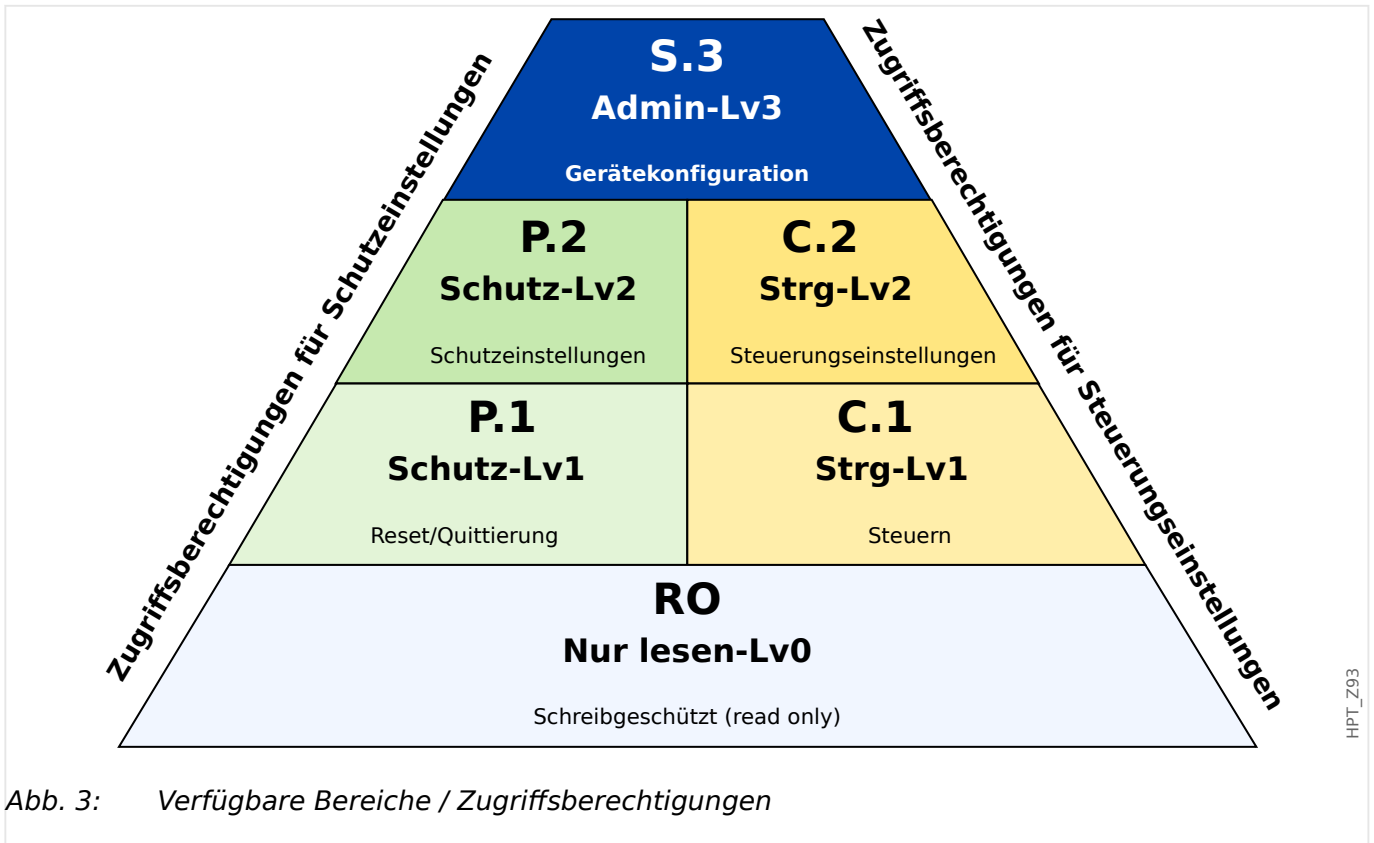 Zugriffsberechtigungen für Schutzeinstellungen
Zugriffsberechtigungen für Steuerungseinstellungen
S.3
Admin-Lv3
Gerätekonfiguration
P.2
Schutz-Lv2
Schutzeinstellungen
C.2
Strg-Lv2
Steuerungseinstellungen
P.1
Schutz-Lv1
Reset/Quittierung
C.1
Strg-Lv1
Steuern
RO
Nur lesen-Lv0
Schreibgeschützt (read only)
HPT_Z93
Abb. 3: Verfügbare Bereiche / Zugriffsberechtigungen